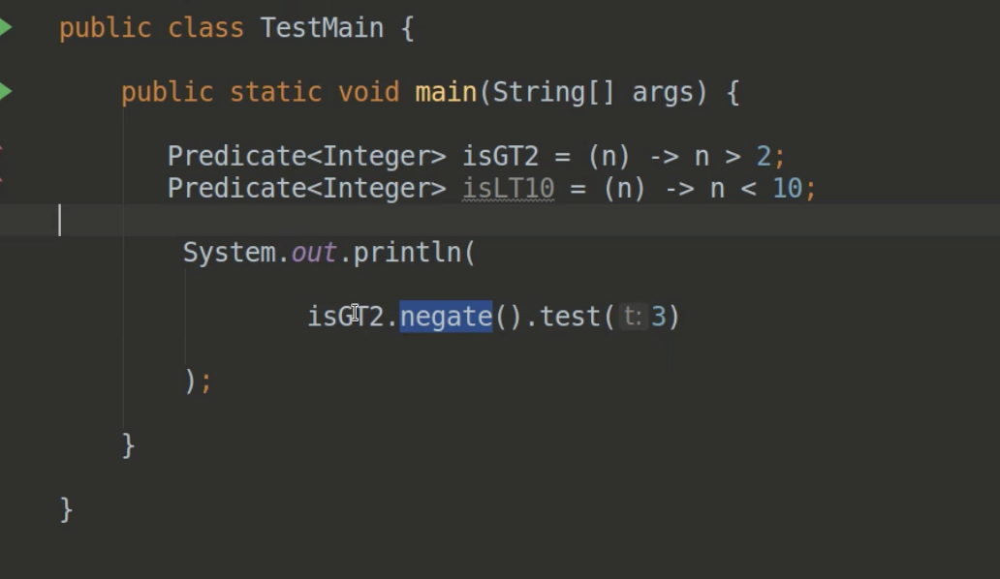 public class TestMain {
public static void main(String[] args) {
Predicate<Integer> isGT2 = (n) -> n > 2;
Predicate<Integer> isLT10 = (n) -> n < 10;
System.out.println(
isGT2.negate().test( t: 3)
);
}
}